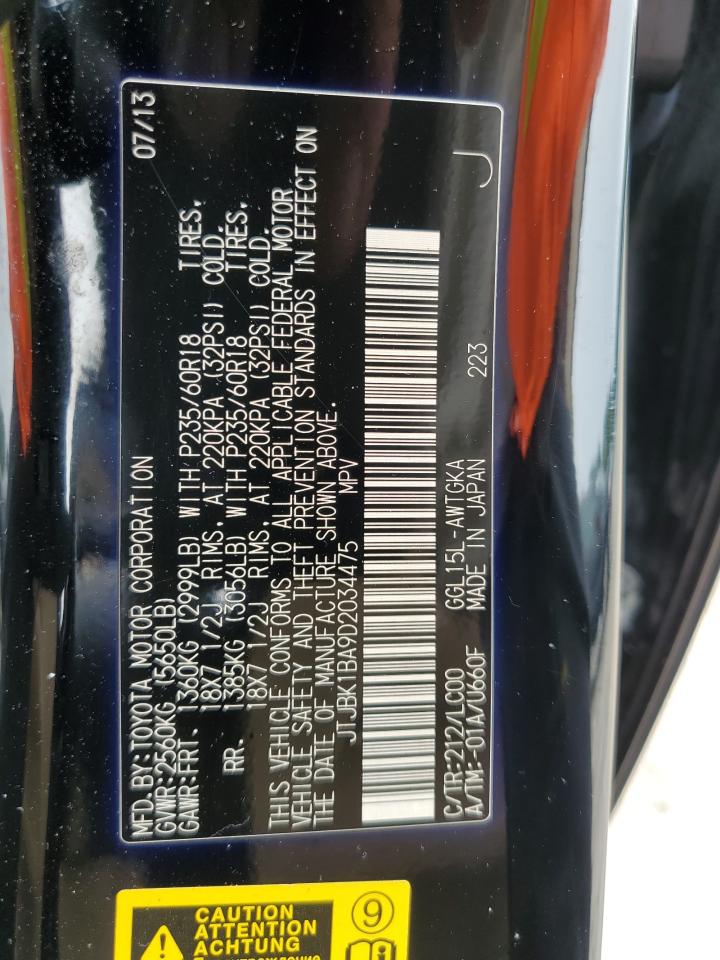 MFD. BY: TOYOTA MOTOR CORPORATION 07/13
GVWR: 2560KG (5650LB)
GAWR: FRT. 1360KG (2999LB) WITH P235/60R18 TIRES,
18X7 1/2J RIMS, AT 220KPA (32PSI) COLD.
RR. 1385KG (3056LB) WITH P235/60R18 TIRES,
18X7 1/2J RIMS, AT 220KPA (32PSI) COLD.
THIS VEHICLE CONFORMS TO ALL APPLICABLE FEDERAL MOTOR
VEHICLE SAFETY AND THEFT PREVENTION STANDARDS IN EFFECT ON
THE DATE OF MANUFACTURE SHOWN ABOVE.
JTJBK1BA9D2034475 MPV
C/TR: 212/LC00 GGL15L-AWTGKA J
A/TM: -01A/U660F MADE IN JAPAN 223
CAUTION
ATTENTION
ACHTUNG
9